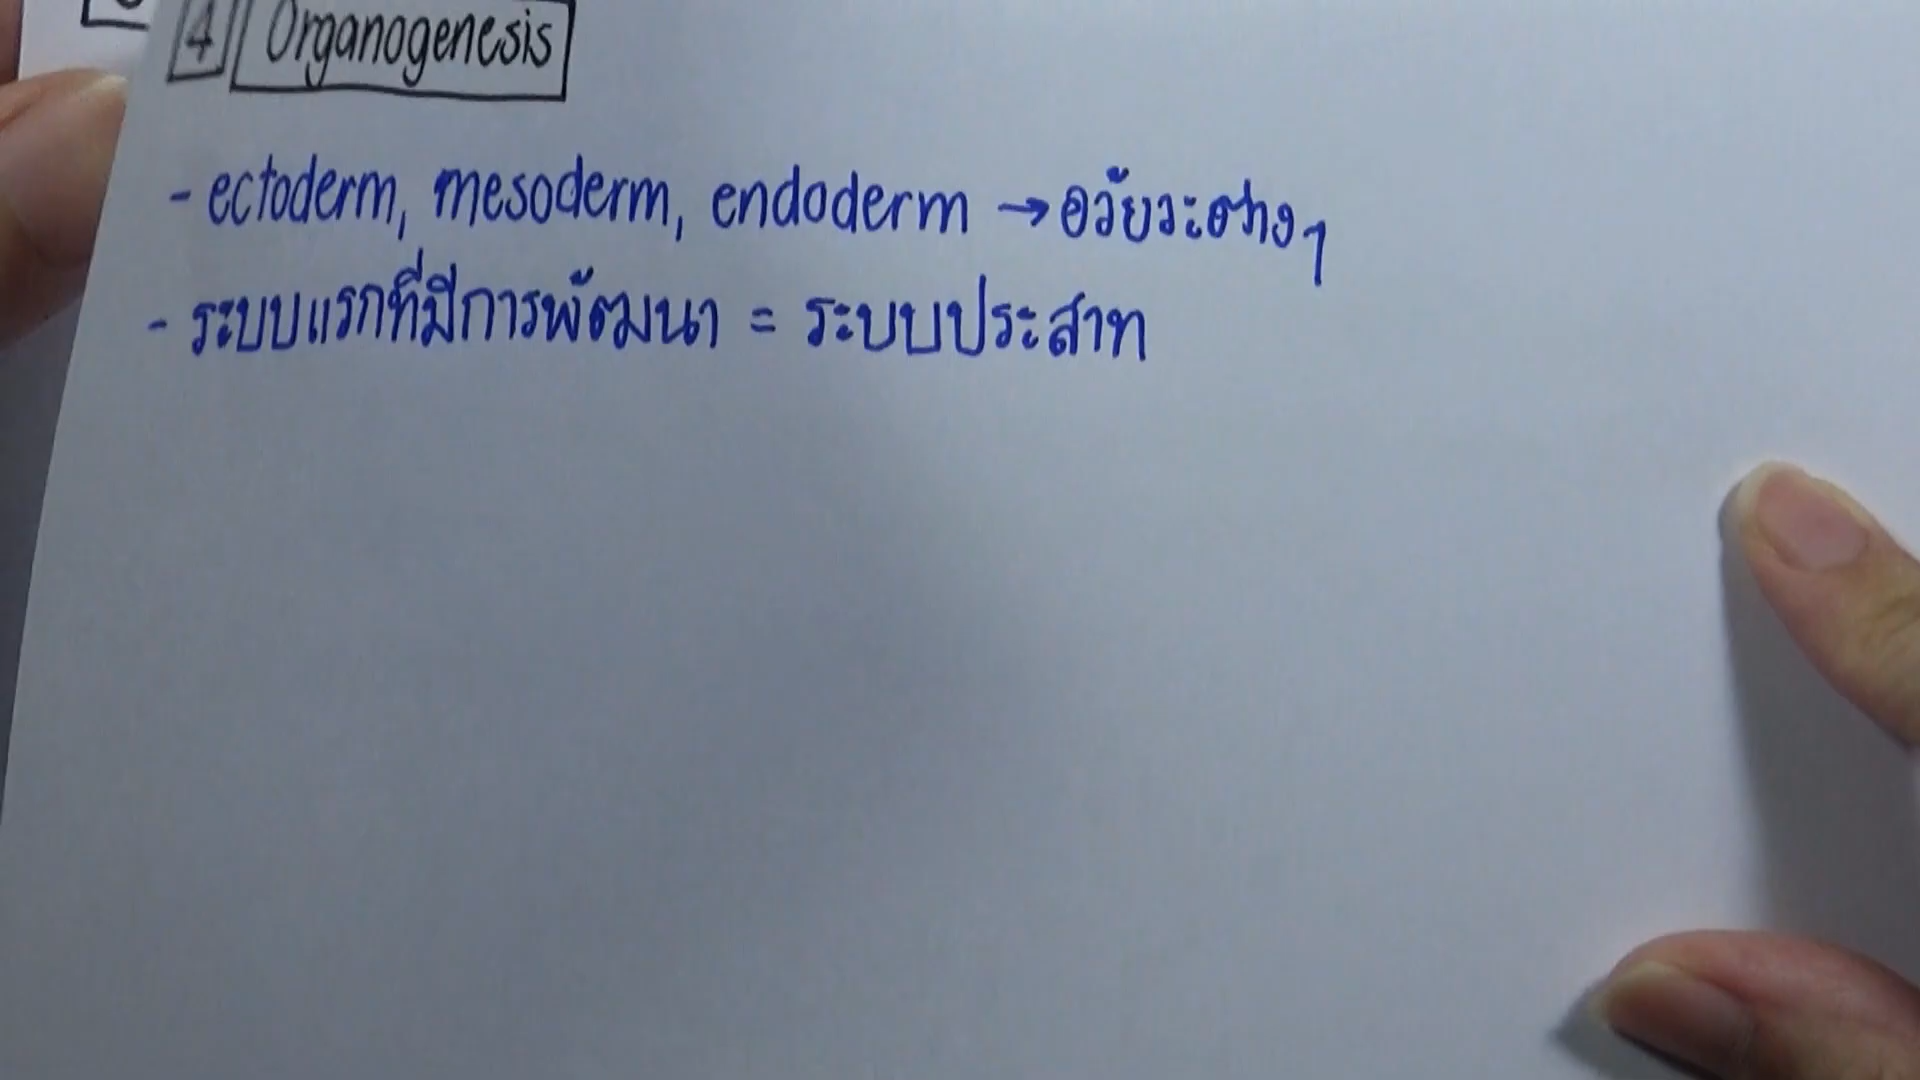 4 Organogenesis
- ectoderm, mesoderm, endoderm → อวัยวะต่างๆ
- ระบบแรกที่มีการพัฒนา = ระบบประสาท